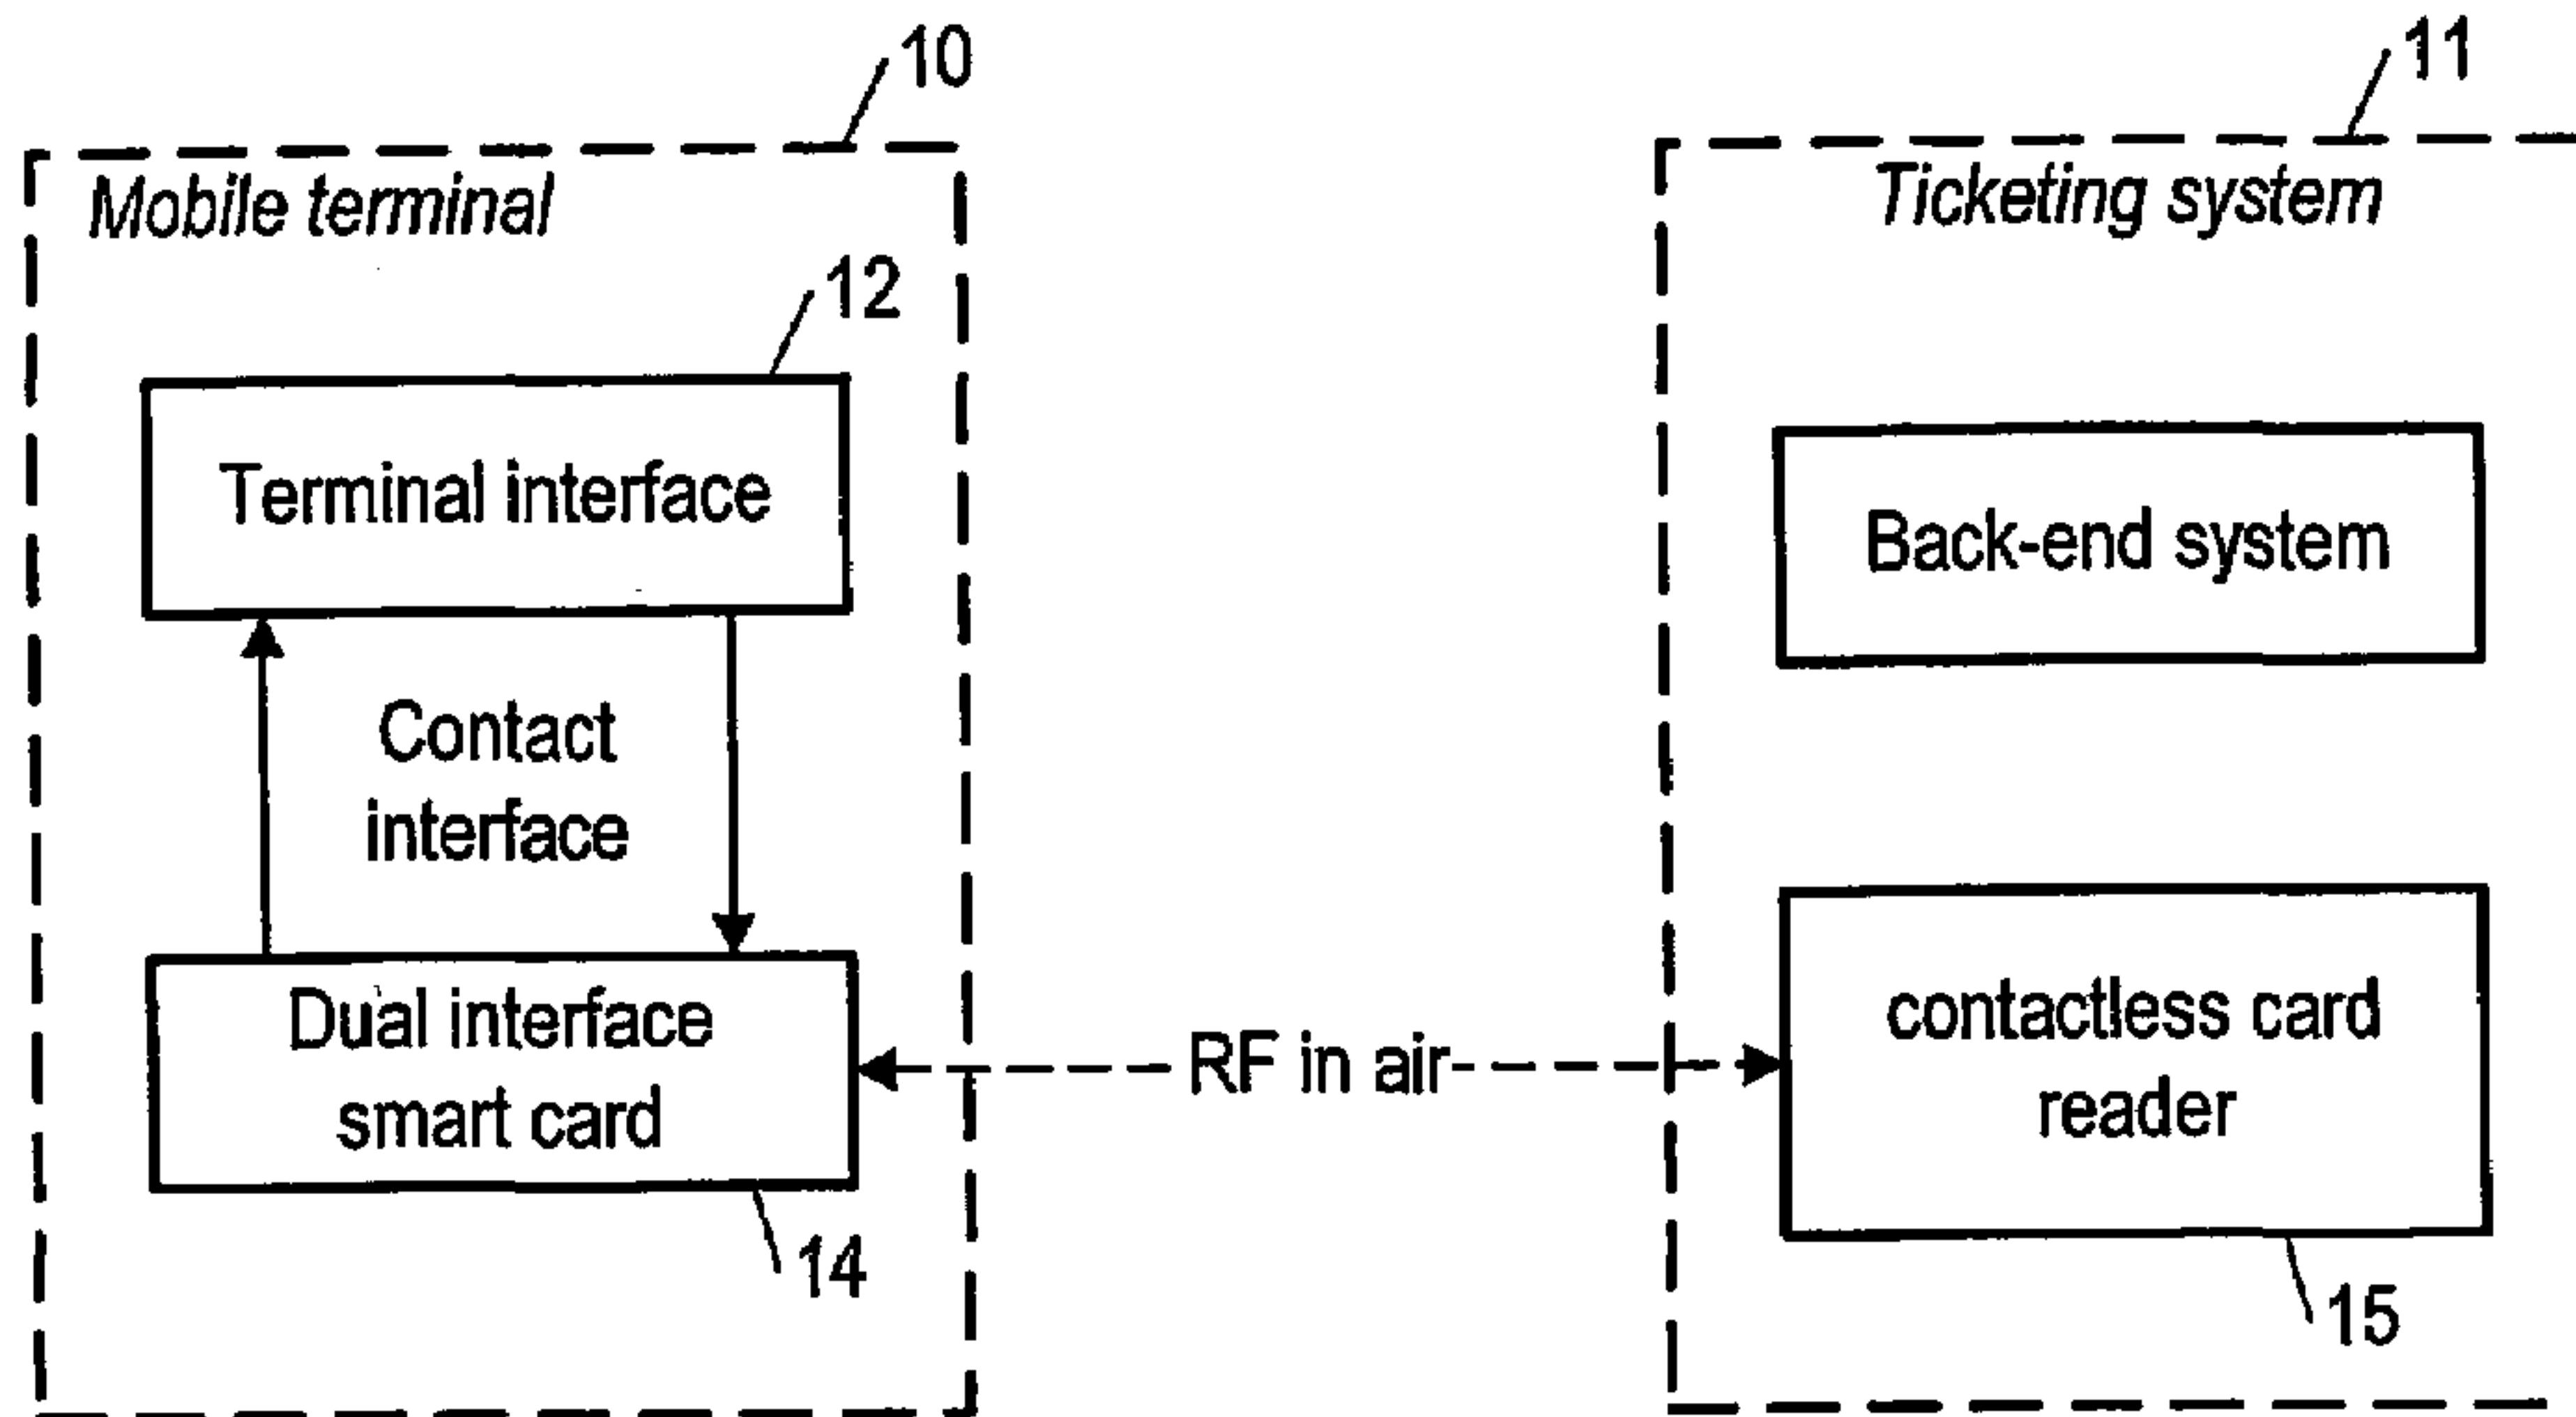 10
11
Mobile terminal
Ticketing system
12
Terminal interface
Back-end system
Contact
interface
Dual interface
smart card
RF in air
contactless card
reader
14
15